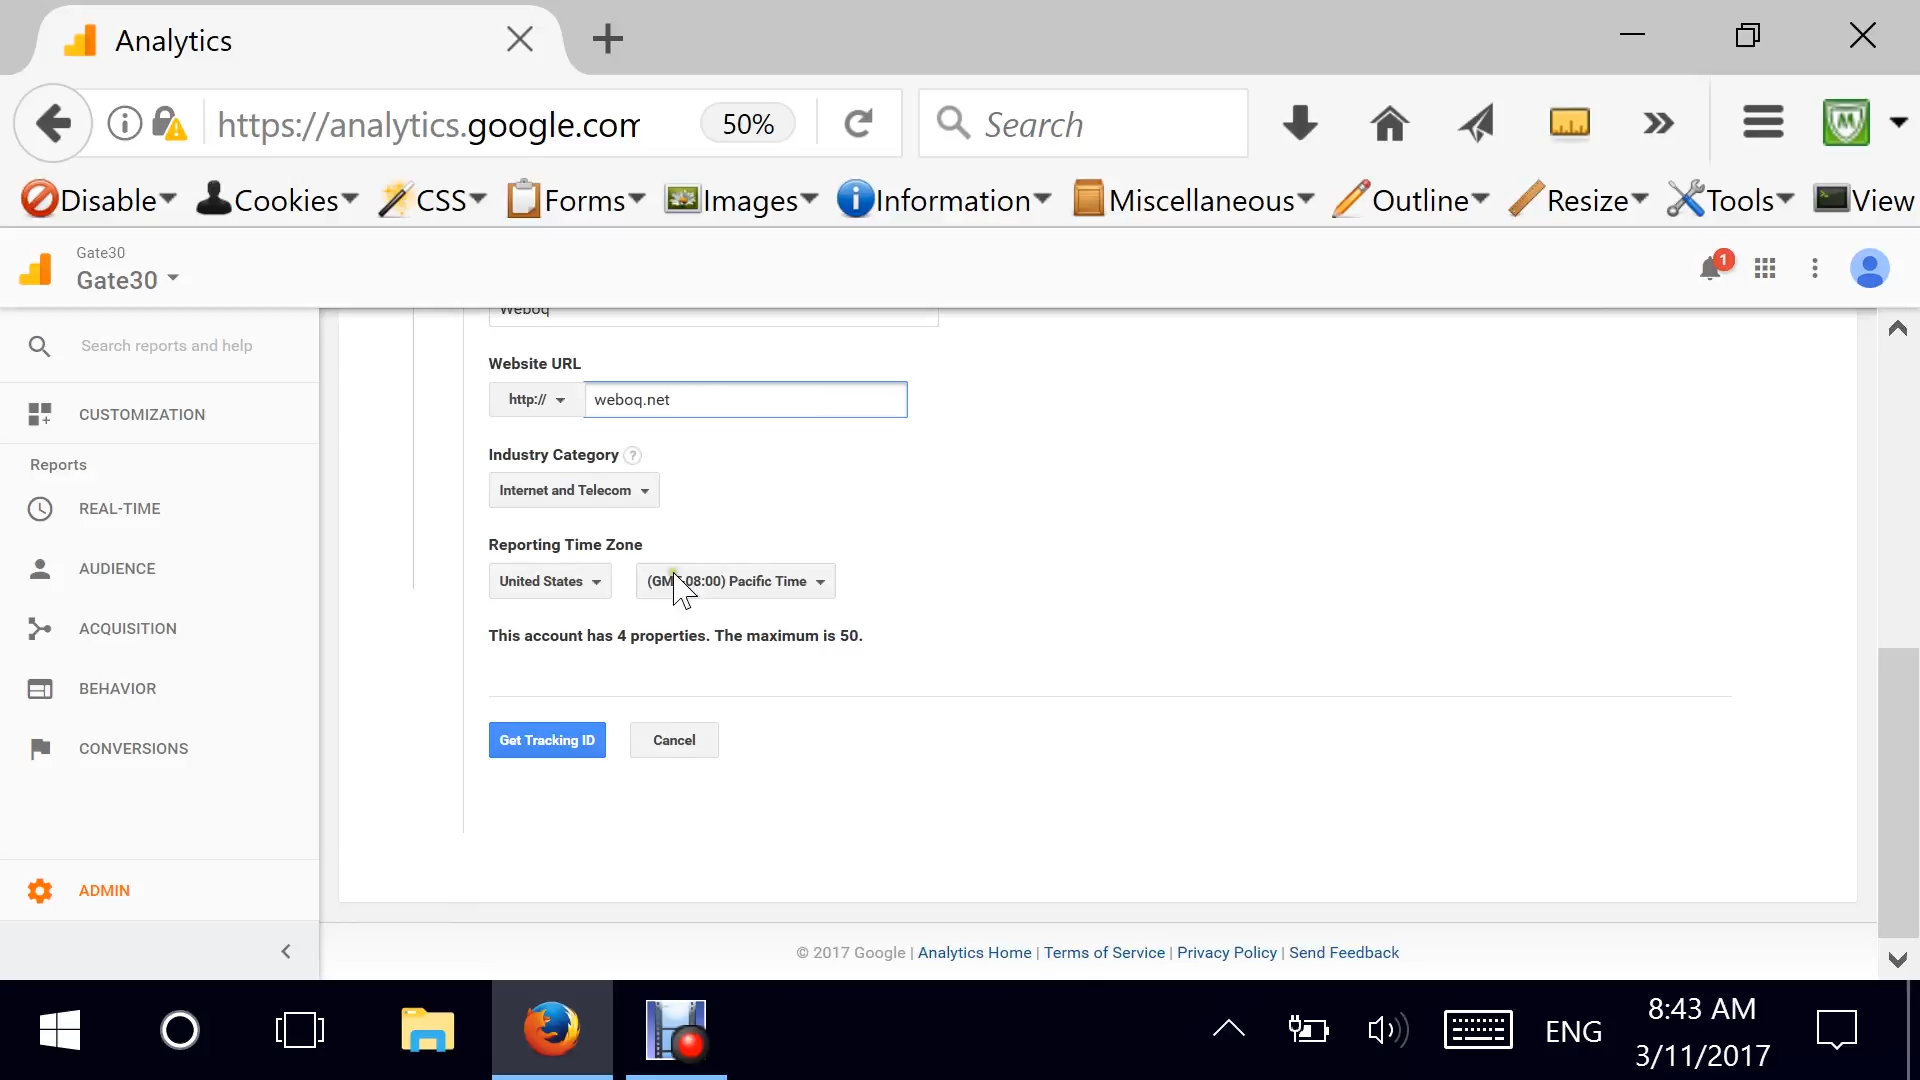 Analytics
https://analytics.google.com
50%
Search
Disable Cookies CSS Forms Images Information Miscellaneous Outline Resize Tools View
Gate30
Gate30
1
Search reports and help
CUSTOMIZATION
Reports
REAL-TIME
AUDIENCE
ACQUISITION
BEHAVIOR
CONVERSIONS
ADMIN
Weboq
Website URL
http:// weboq.net
Industry Category ?
Internet and Telecom
Reporting Time Zone
United States (GMT-08:00) Pacific Time
This account has 4 properties. The maximum is 50.
Get Tracking ID Cancel
© 2017 Google | Analytics Home | Terms of Service | Privacy Policy | Send Feedback
ENG
8:43 AM
3/11/2017